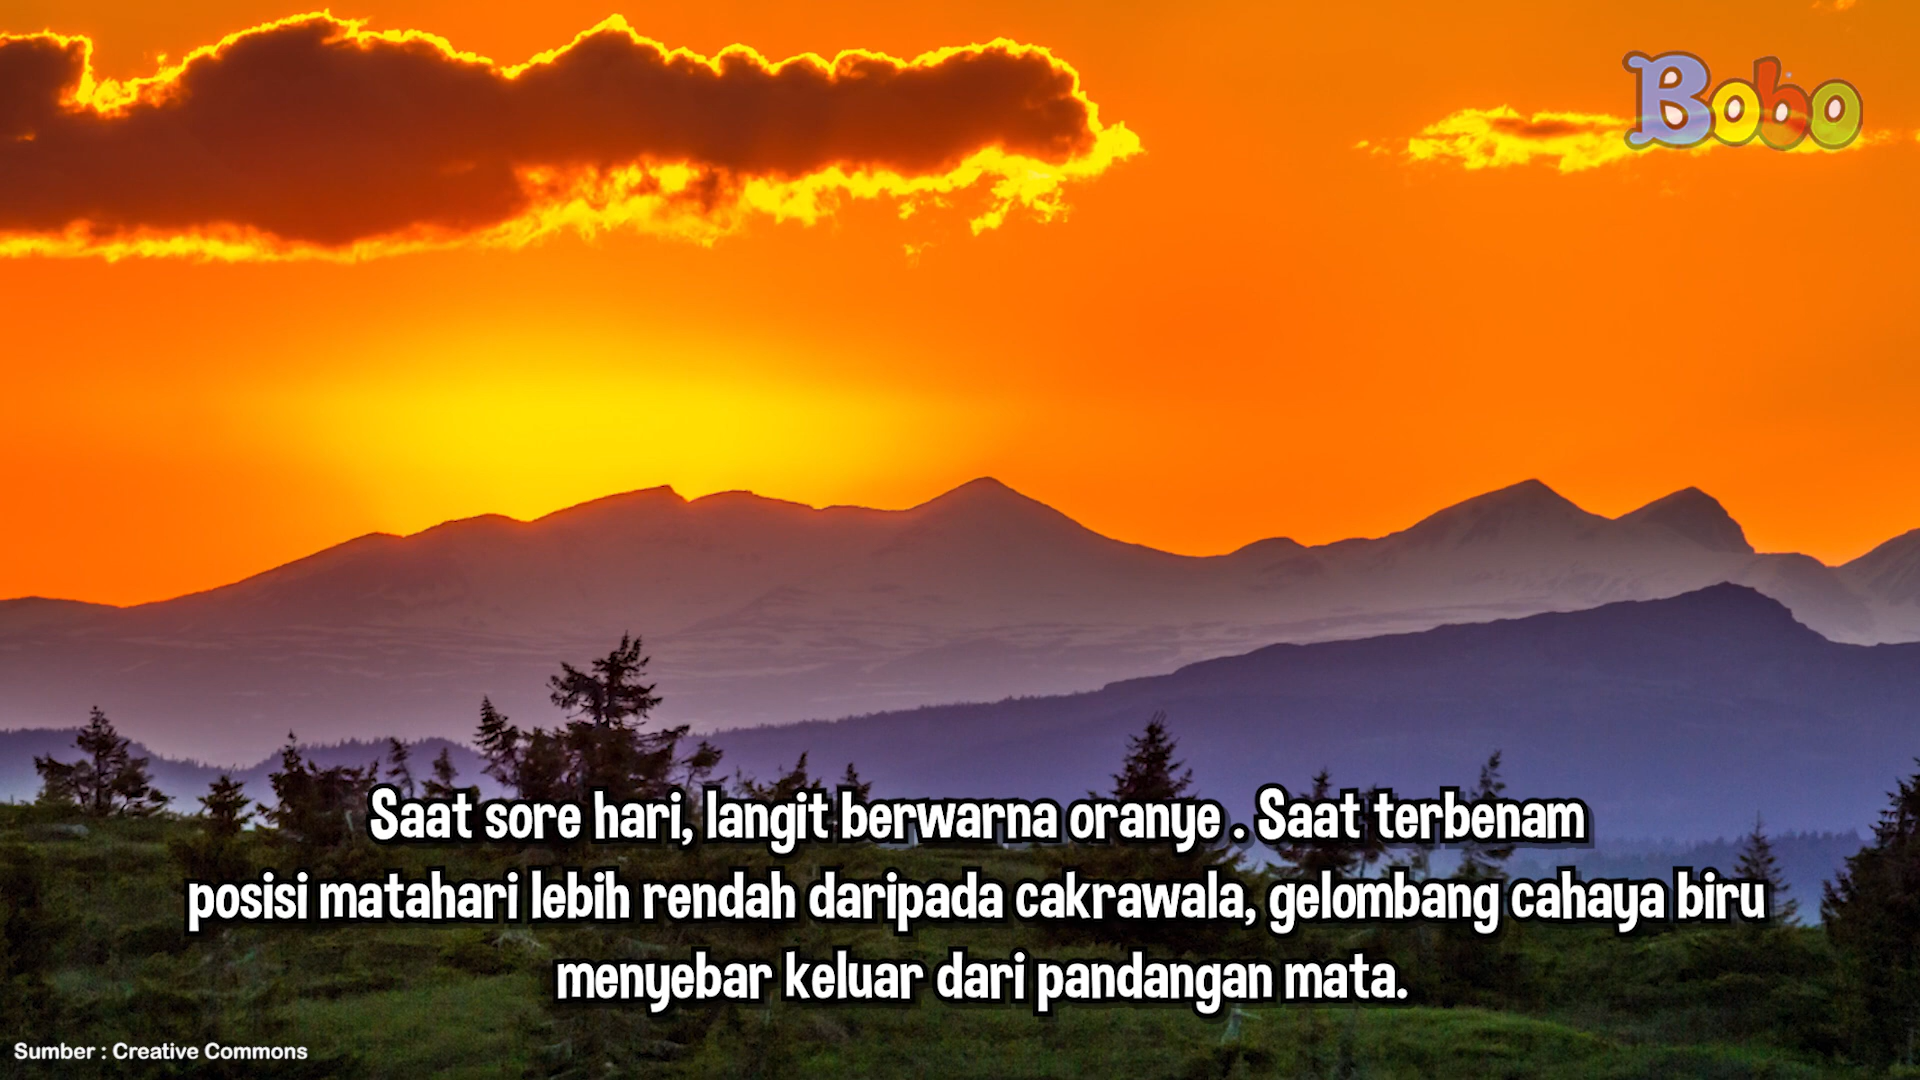 Bobo
Saat sore hari, langit berwarna oranye . Saat terbenam
posisi matahari lebih rendah daripada cakrawala, gelombang cahaya biru
menyebar keluar dari pandangan mata.
Sumber : Creative Commons